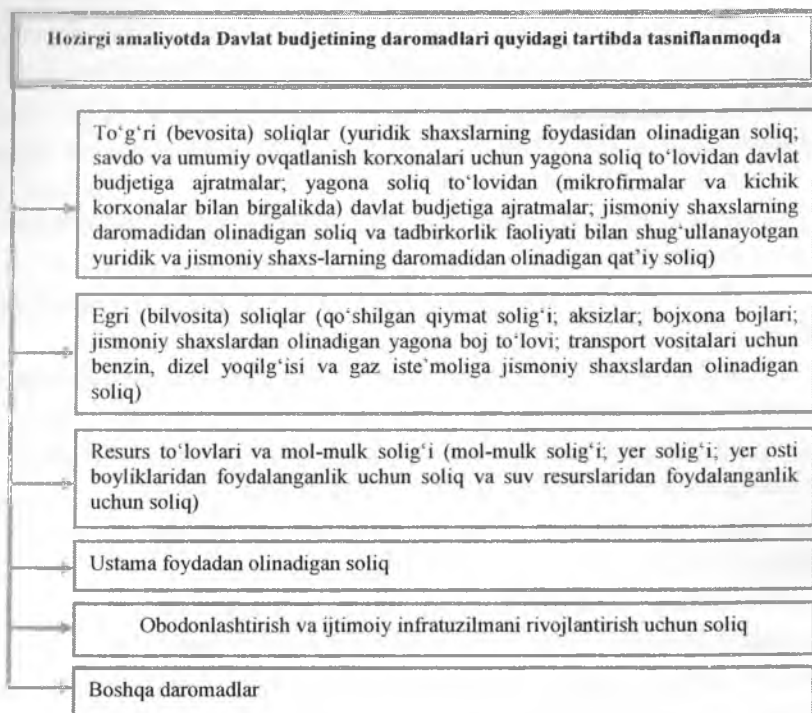 Hozirgi amaliyotda Davlat budjetining daromadlari quyidagi tartibda tasniflanmoqda
To‘g‘ri (bevosita) soliqlar (yuridik shaxslarning foydasidan olinadigan soliq;
savdo va umumiy ovqatlanish korxonalari uchun yagona soliq to‘lovidan davlat
budjetiga ajratmalar; yagona soliq to‘lovidan (mikrofirmalar va kichik
korxonalar bilan birgalikda) davlat budjetiga ajratmalar; jismoniy shaxslarning
daromadidan olinadigan soliq va tadbirkorlik faoliyati bilan shug‘ullanayotgan
yuridik va jismoniy shaxs-larning daromadidan olinadigan qat’iy soliq)
Egri (bilvosita) soliqlar (qo‘shilgan qiymat solig‘i; aksizlar; bojxona bojlari;
jismoniy shaxslardan olinadigan yagona boj to‘lovi; transport vositalari uchun
benzin, dizel yoqilg‘isi va gaz iste`moliga jismoniy shaxslardan olinadigan
soliq)
Resurs to‘lovlari va mol-mulk solig‘i (mol-mulk solig‘i; yer solig‘i; yer osti
boyliklaridan foydalanganlik uchun soliq va suv resurslaridan foydalanganlik
uchun soliq)
Ustama foydadan olinadigan soliq
Obodonlashtirish va ijtimoiy infratuzilmani rivojlantirish uchun soliq
Boshqa daromadlar